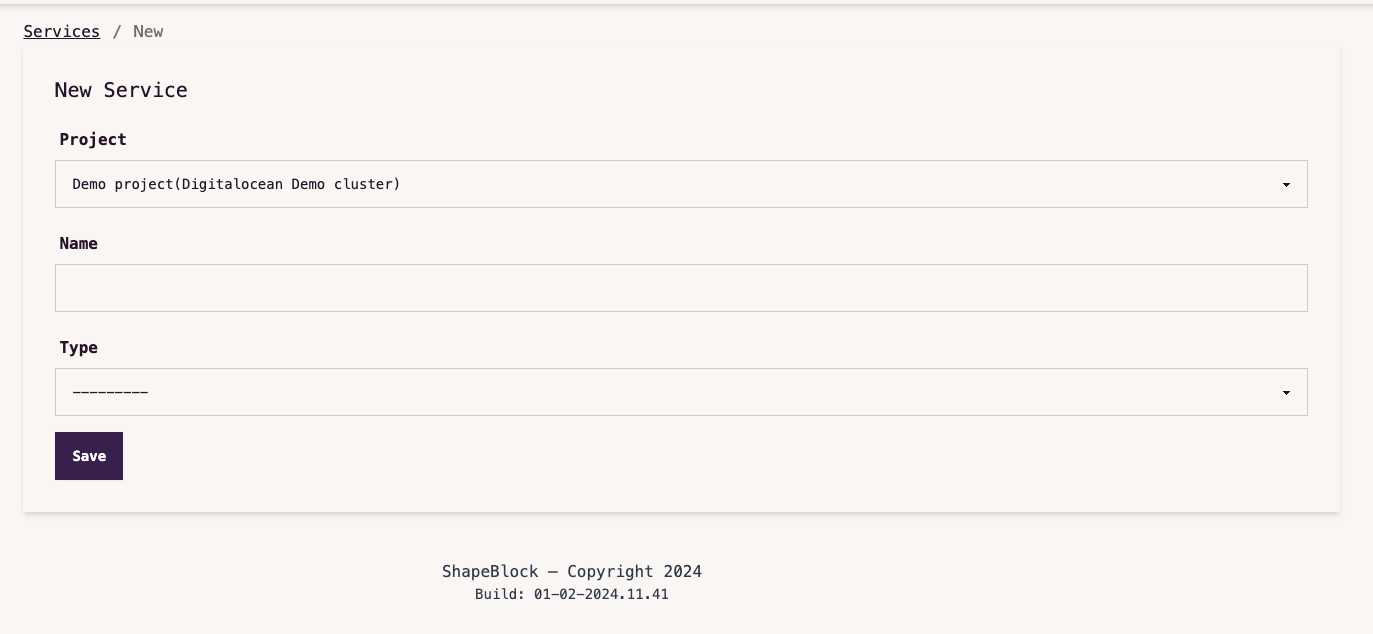 Services / New
New Service
Project
Demo project(Digitalocean Demo cluster)
Name
Type
---------
Save
ShapeBlock — Copyright 2024
Build: 01-02-2024.11.41